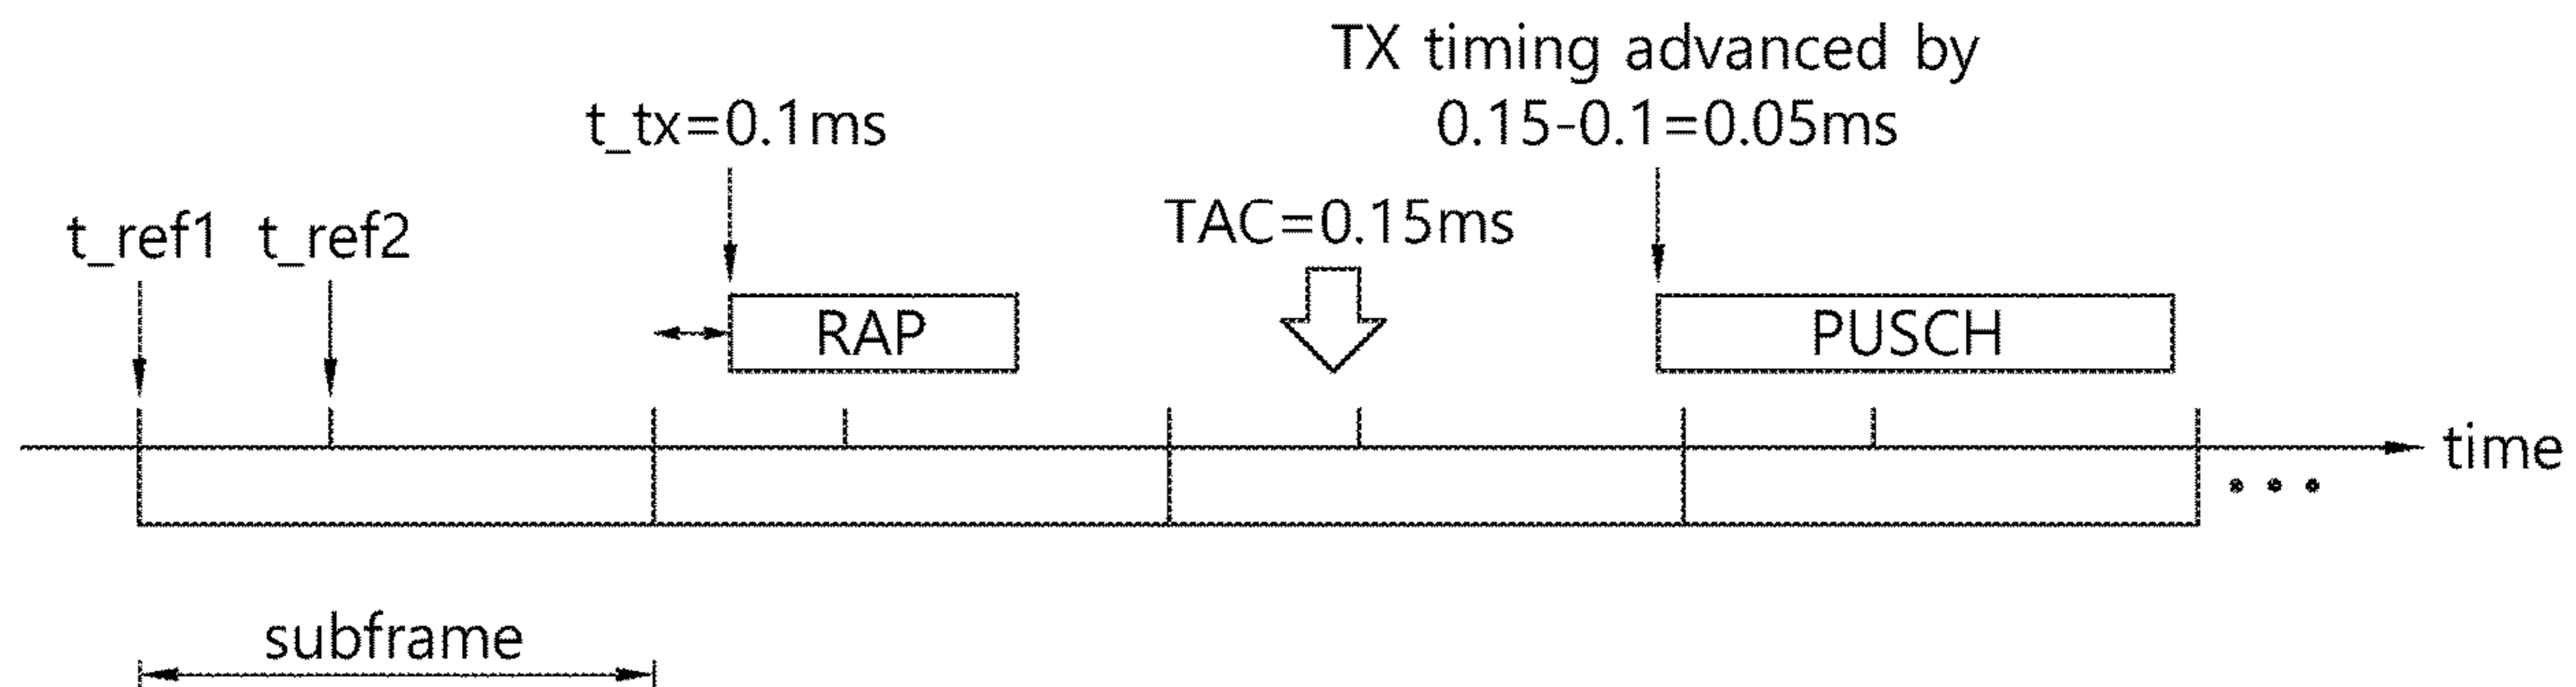 TX timing advanced by
0.15-0.1=0.05ms
t_tx=0.1ms
TAC=0.15ms
t_ref1 t_ref2
RAP
PUSCH
time
subframe